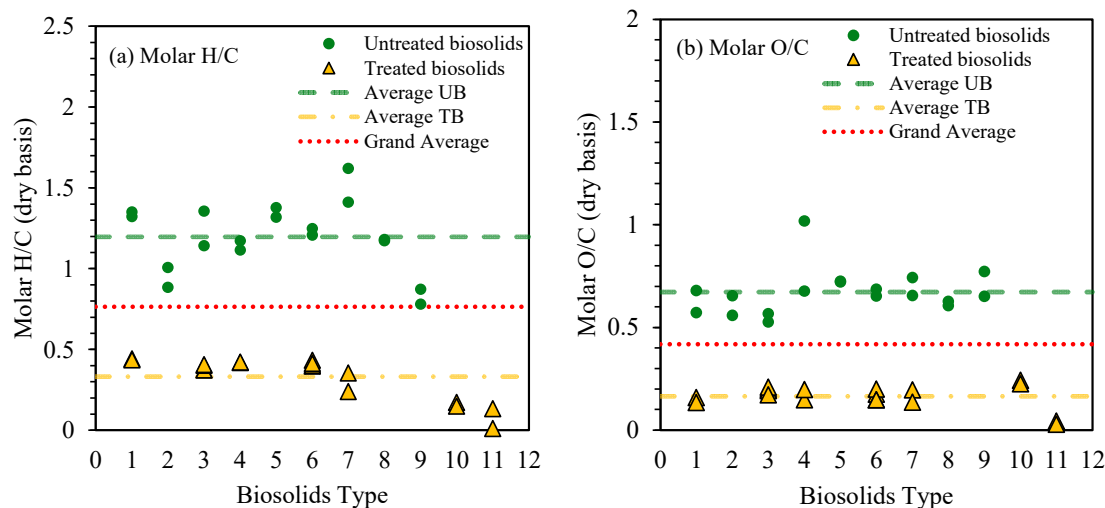 (a) Molar H/C
Untreated biosolids
Treated biosolids
Average UB
Average TB
Grand Average
Molar H/C (dry basis)
2.5
2
1.5
1
0.5
0
0 1 2 3 4 5 6 7 8 9 10 11 12
Biosolids Type
(b) Molar O/C
Untreated biosolids
Treated biosolids
Average UB
Average TB
Grand Average
Molar O/C (dry basis)
2
1.5
1
0.5
0
0 1 2 3 4 5 6 7 8 9 10 11 12
Biosolids Type